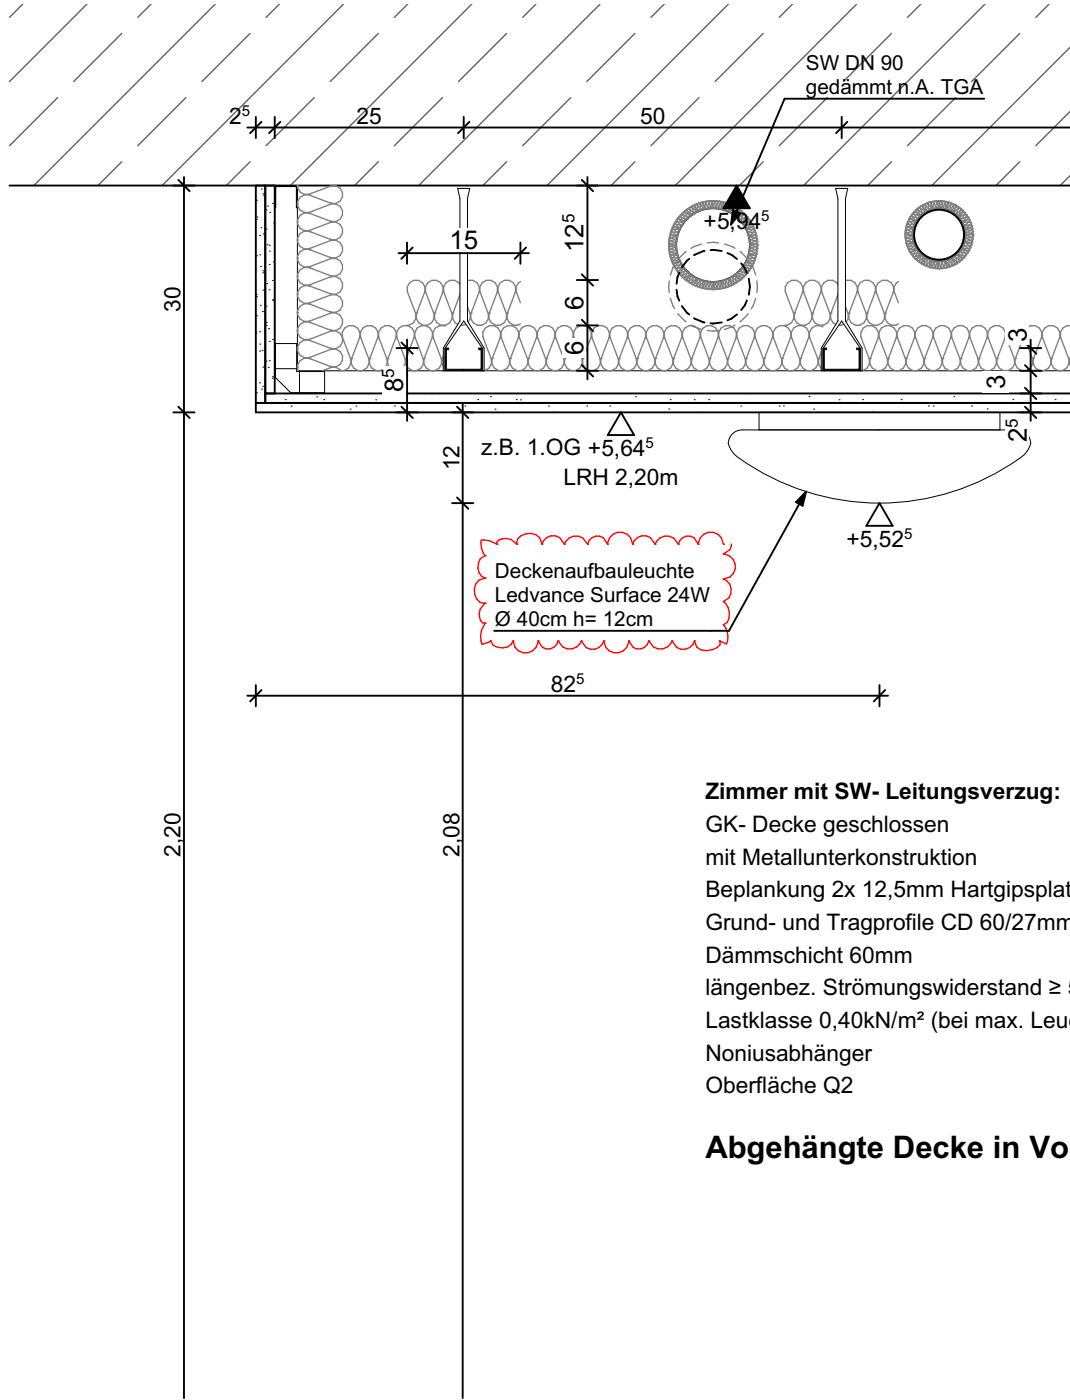 SW DN 90
gedämmt n.A. TGA
2⁵
25
50
+5,94⁵
12⁵
15
6
6
30
8⁵
3
3
2⁵
12
z.B. 1.OG +5,64⁵
LRH 2,20m
+5,52⁵
Deckenaufbauleuchte
Ledvance Surface 24W
Ø 40cm h= 12cm
82⁵
2,20
2,08
Zimmer mit SW- Leitungsverzug:
GK- Decke geschlossen
mit Metallunterkonstruktion
Beplankung 2x 12,5mm Hartgipsplat
Grund- und Tragprofile CD 60/27mm
Dämmschicht 60mm
längenbez. Strömungswiderstand ≥
Lastklasse 0,40kN/m² (bei max. Leu
Noniusabhänger
Oberfläche Q2
Abgehängte Decke in Vo